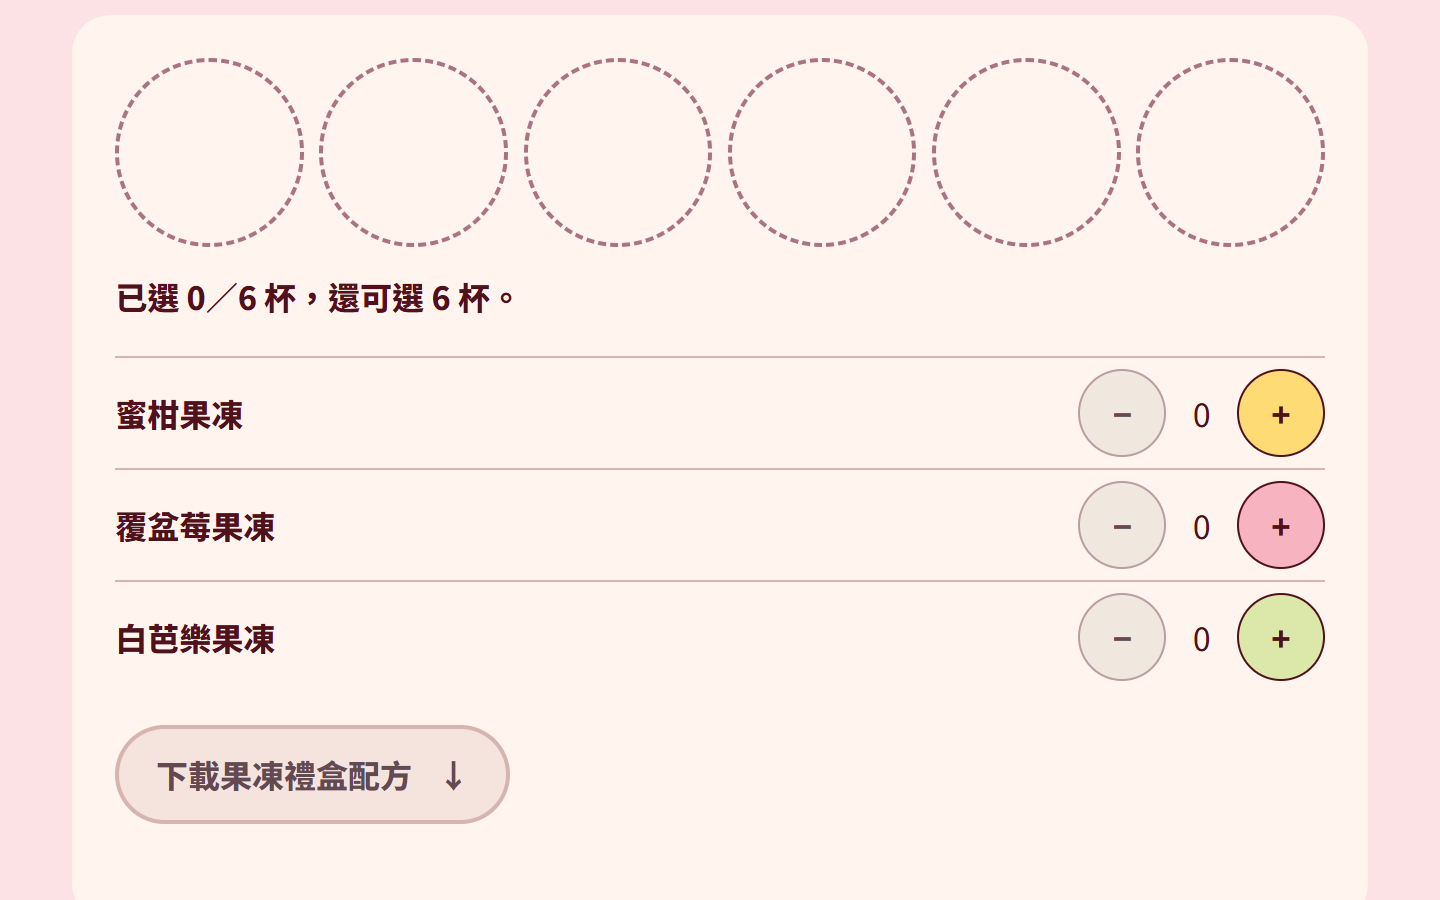 已選 0／6 杯，還可選 6 杯。
蜜柑果凍 − 0 +
覆盆莓果凍 − 0 +
白芭樂果凍 − 0 +
下載果凍禮盒配方 ↓